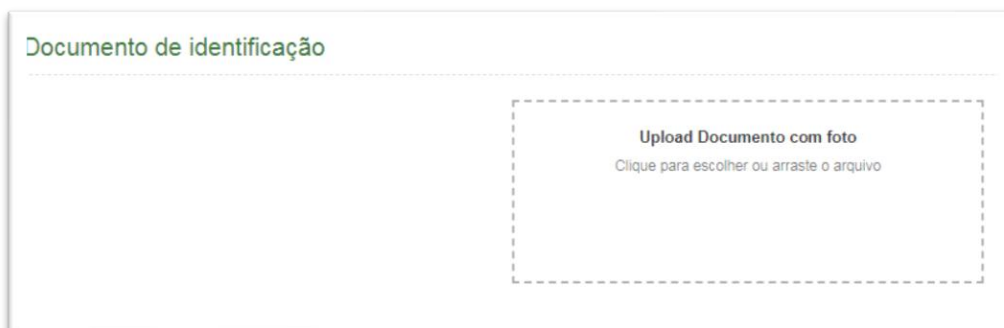 Documento de identificação
Upload Documento com foto
Clique para escolher ou arraste o arquivo